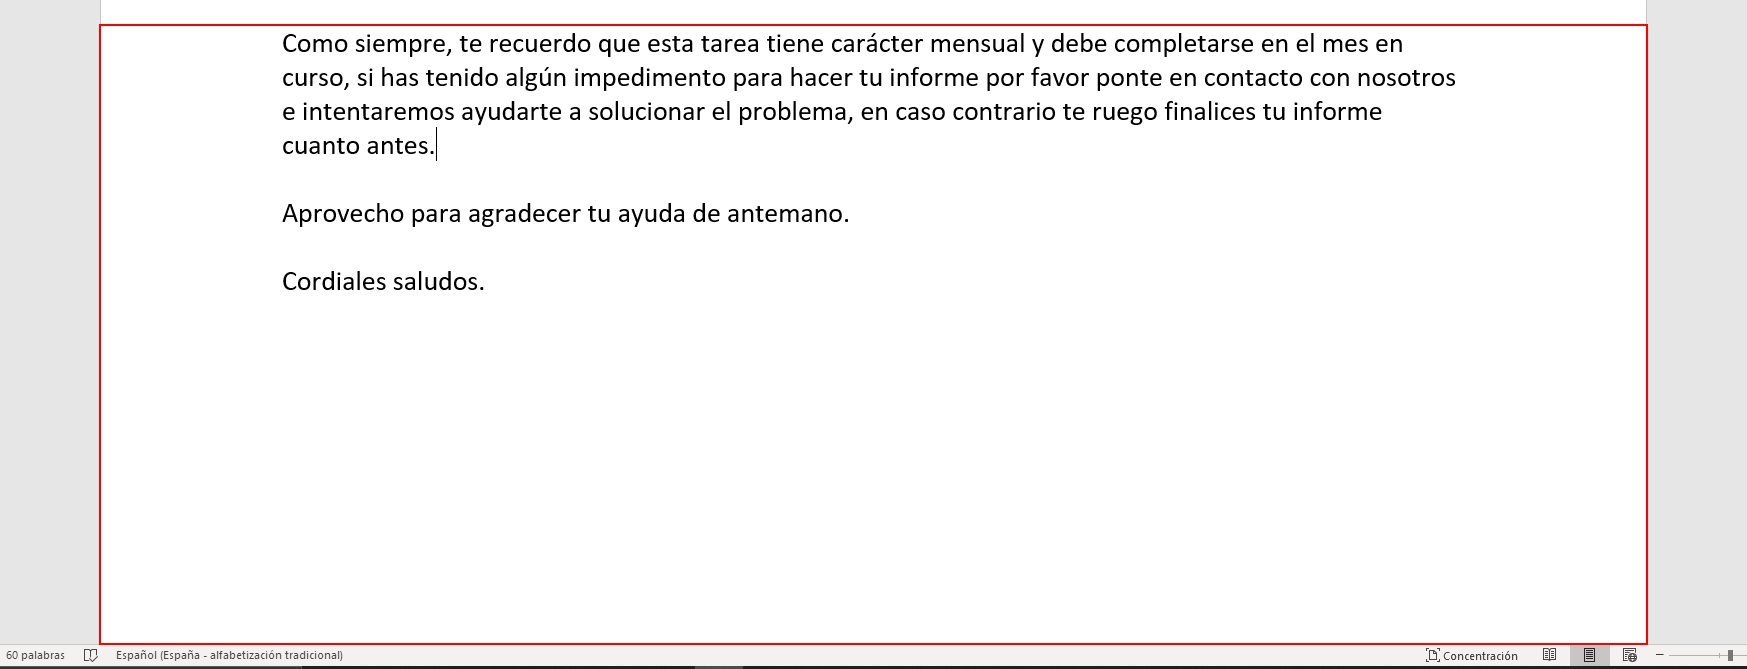 Como siempre, te recuerdo que esta tarea tiene carácter mensual y debe completarse en el mes en
curso, si has tenido algún impedimento para hacer tu informe por favor ponte en contacto con nosotros
e intentaremos ayudarte a solucionar el problema, en caso contrario te ruego finalices tu informe
cuanto antes.
Aprovecho para agradecer tu ayuda de antemano.
Cordiales saludos.
60 palabras Español (España - alfabetización tradicional) Concentración